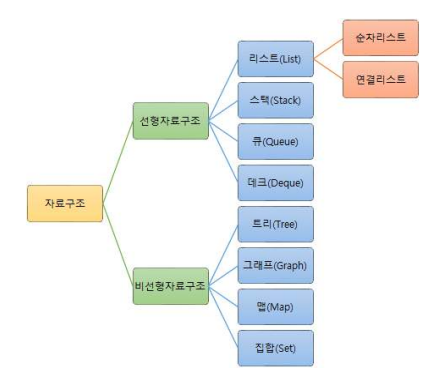 순차리스트
리스트(List)
연결리스트
스택(Stack)
선형자료구조
큐(Queue)
데크(Deque)
자료구조
트리(Tree)
그래프(Graph)
비선형자료구조
맵(Map)
집합(Set)